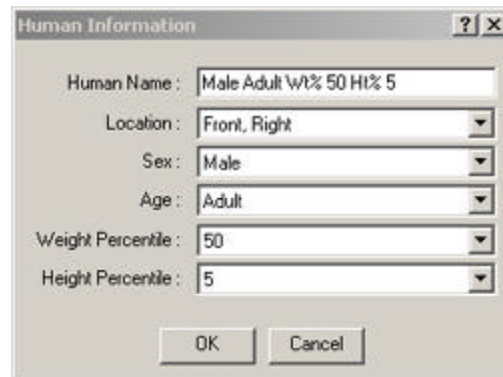 Human Information
Human Name : Male Adult Wt% 50 Ht% 5
Location : Front, Right
Sex : Male
Age : Adult
Weight Percentile : 50
Height Percentile : 5
OK Cancel